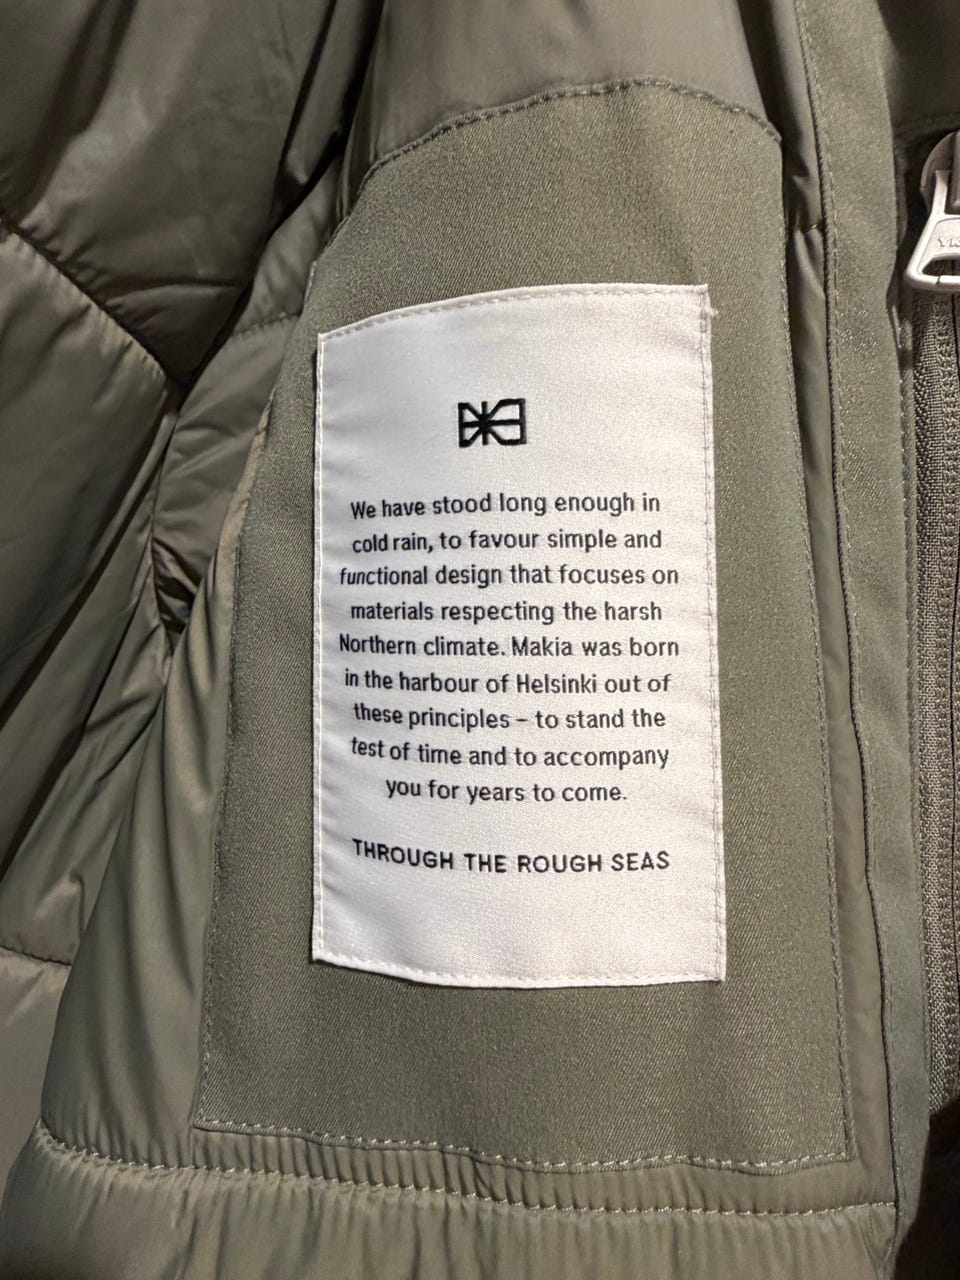 We have stood long enough in
cold rain, to favour simple and
functional design that focuses on
materials respecting the harsh
Northern climate. Makia was born
in the harbour of Helsinki out of
these principles – to stand the
test of time and to accompany
you for years to come.
THROUGH THE ROUGH SEAS